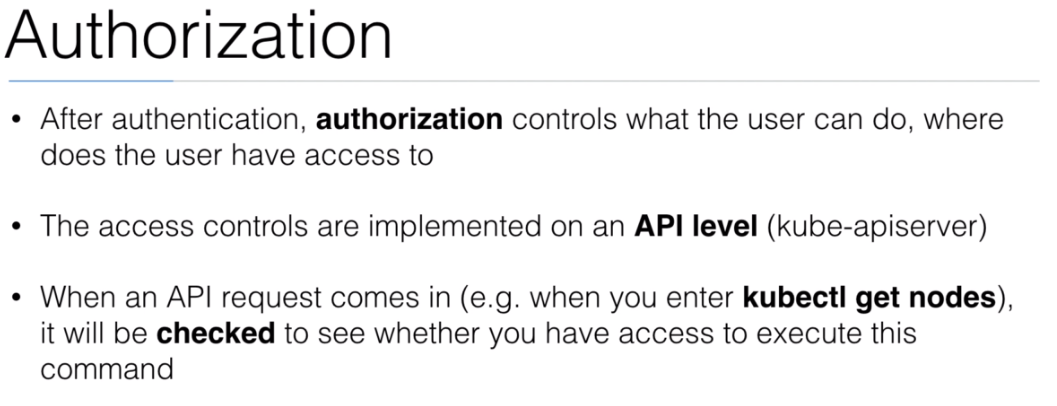 Authorization
• After authentication, authorization controls what the user can do, where
does the user have access to
• The access controls are implemented on an API level (kube-apiserver)
• When an API request comes in (e.g. when you enter kubectl get nodes),
it will be checked to see whether you have access to execute this
command